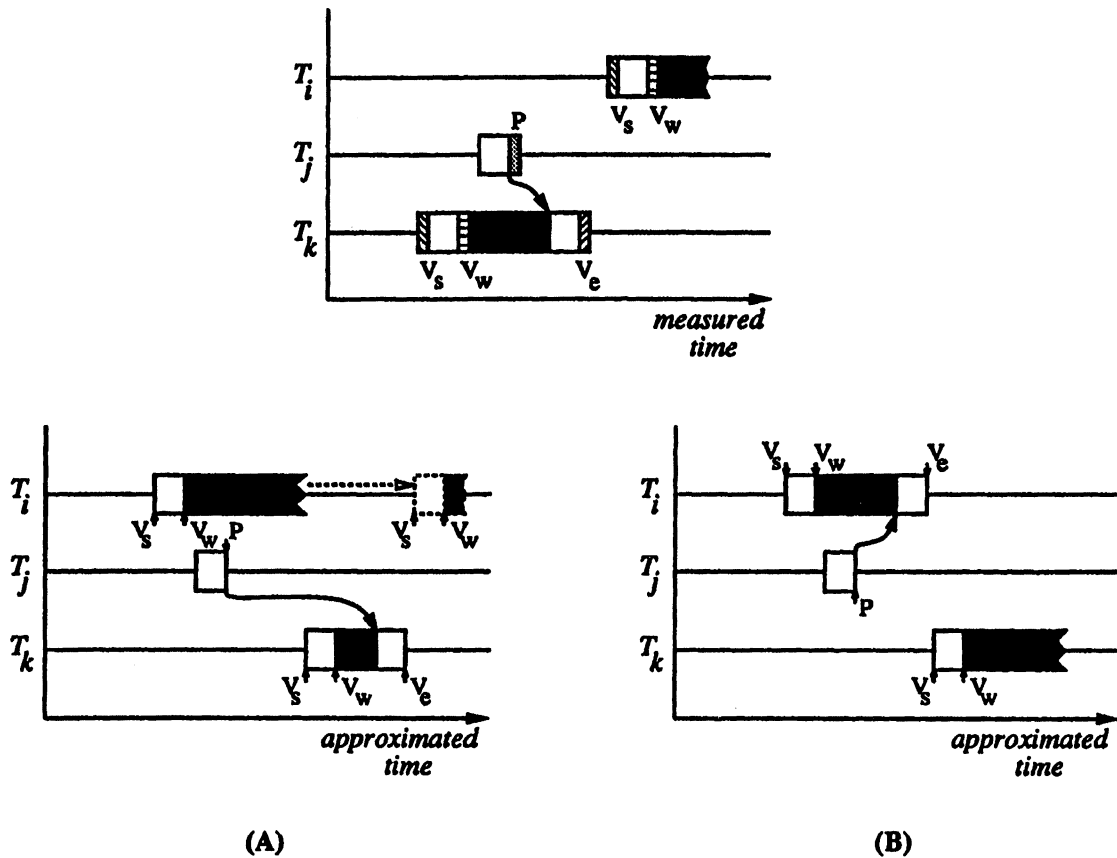 T_i
V_s V_w
P
T_j
T_k
V_s V_w V_e
measured
time
T_i
V_s V_w P V_s V_w
T_j
T_k
V_s V_w V_e
approximated
time
(A)
V_s V_w V_e
T_i
T_j
P
T_k
V_s V_w
approximated
time
(B)